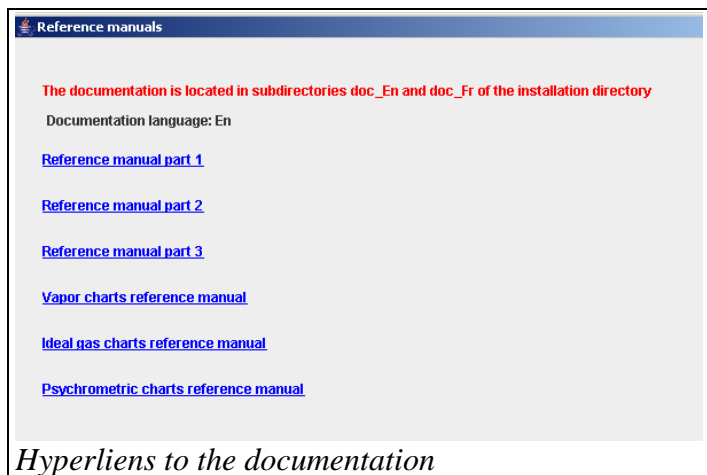 Reference manuals
The documentation is located in subdirectories doc_En and doc_Fr of the installation directory
Documentation language: En
Reference manual part 1
Reference manual part 2
Reference manual part 3
Vapor charts reference manual
Ideal gas charts reference manual
Psychrometric charts reference manual
Hyperliens to the documentation